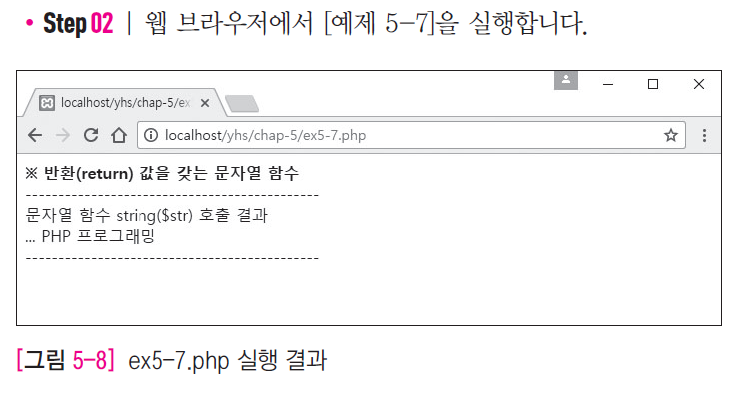 • Step 02 | 웹 브라우저에서 [예제 5-7]을 실행합니다.
localhost/yhs/chap-5/ex
localhost/yhs/chap-5/ex5-7.php
※ 반환(return) 값을 갖는 문자열 함수
---------------------------------------------
문자열 함수 string($str) 호출 결과
... PHP 프로그래밍
---------------------------------------------
[그림 5-8] ex5-7.php 실행 결과